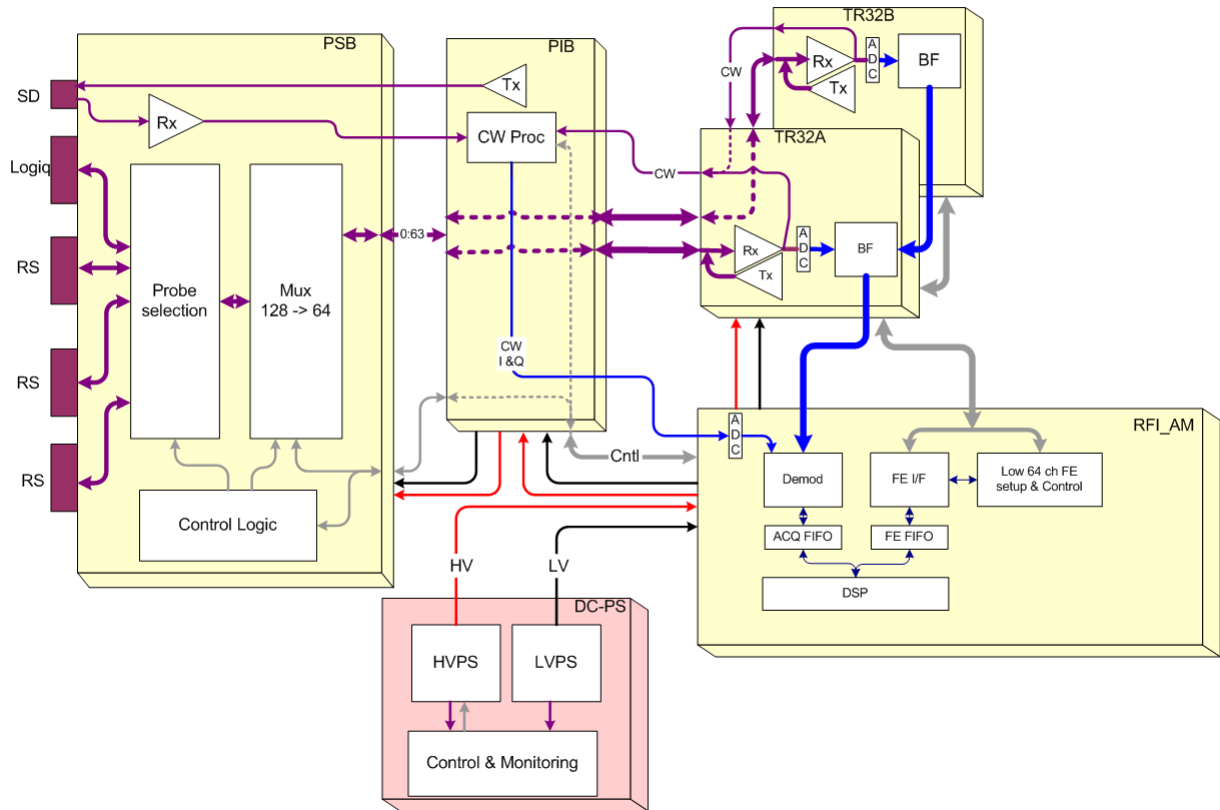 TR32B
PSB
PIB
SD
Rx
Tx
CW Proc
CW
Rx
Tx
A
D
C
BF
TR32A
Logiq
CW
0:63
RS
Probe
selection
Mux
128 -> 64
Rx
Tx
A
D
C
BF
CW
I &Q
RS
RS
Control Logic
Cntl
RFI_AM
A
D
C
Demod
FE I/F
Low 64 ch FE
setup & Control
ACQ FIFO
FE FIFO
DSP
HV
LV
DC-PS
HVPS
LVPS
Control & Monitoring